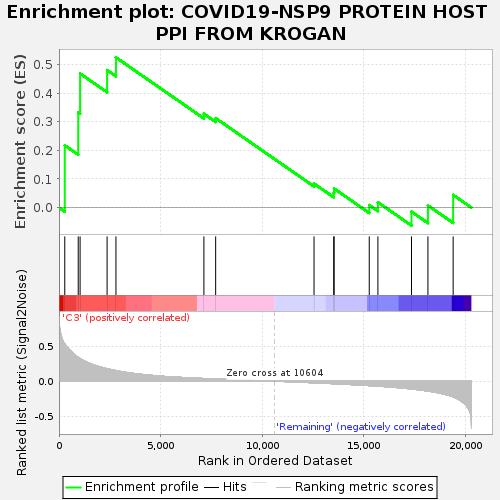 Enrichment plot: COVID19-NSP9 PROTEIN HOST
PPI FROM KROGAN
Enrichment score (ES)
0.5
0.4
0.3
0.2
0.1
0.0
'C3' (positively correlated)
Ranked list metric (Signal2Noise)
0.5
0.0
-0.5
Zero cross at 10604
'Remaining' (negatively correlated)
0 5,000 10,000 15,000 20,000
Rank in Ordered Dataset
Enrichment profile Hits Ranking metric scores